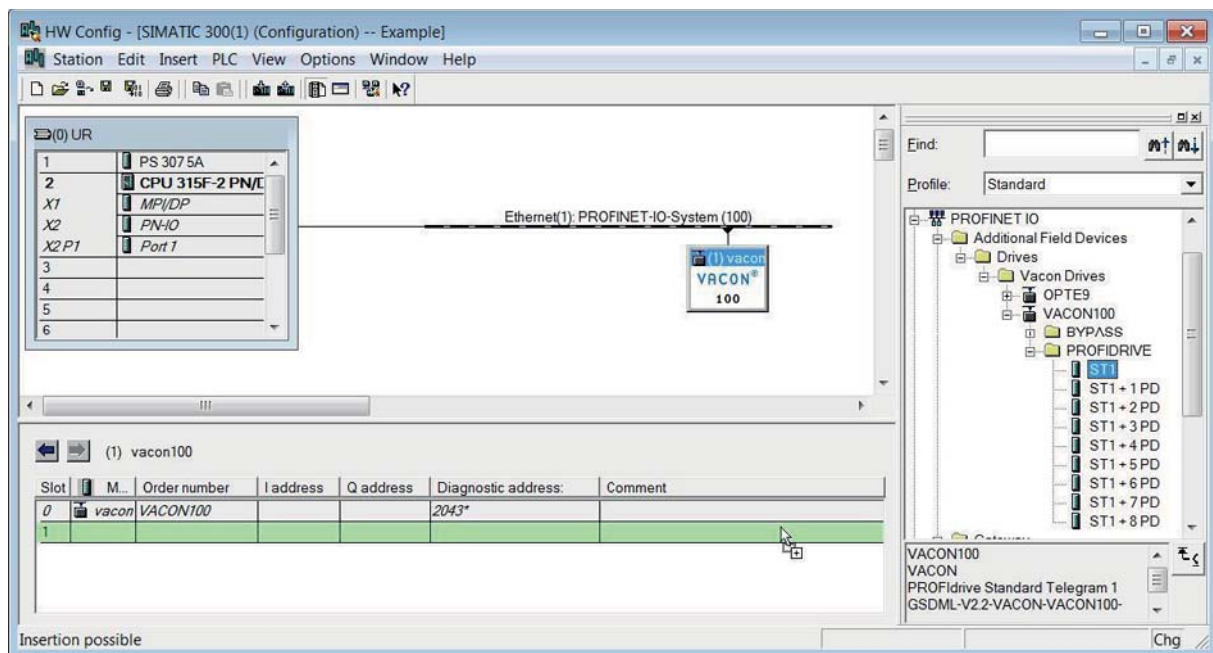 HW Config - [SIMATIC 300(1) (Configuration) -- Example]
Station Edit Insert PLC View Options Window Help
(0) UR
1 PS 307 5A
2 CPU 315F-2 PN/D
X1 MPI/DP
X2 PN-IO
X2 P1 Port 1
3
4
5
6
Ethernet(1): PROFINET-IO-System (100)
(1) vacon
VACON®
100
Find:
Profile: Standard
PROFINET IO
Additional Field Devices
Drives
Vacon Drives
OPTE9
VACON100
BYPASS
PROFIDRIVE
ST1
ST1 + 1 PD
ST1 + 2 PD
ST1 + 3 PD
ST1 + 4 PD
ST1 + 5 PD
ST1 + 6 PD
ST1 + 7 PD
ST1 + 8 PD
(1) vacon100
Slot M... Order number I address Q address Diagnostic address: Comment
0 vacon VACON100 2043*
1
VACON100
VACON
PROFIdrive Standard Telegram 1
GSDML-V2.2-VACON-VACON100-
Insertion possible
Chg